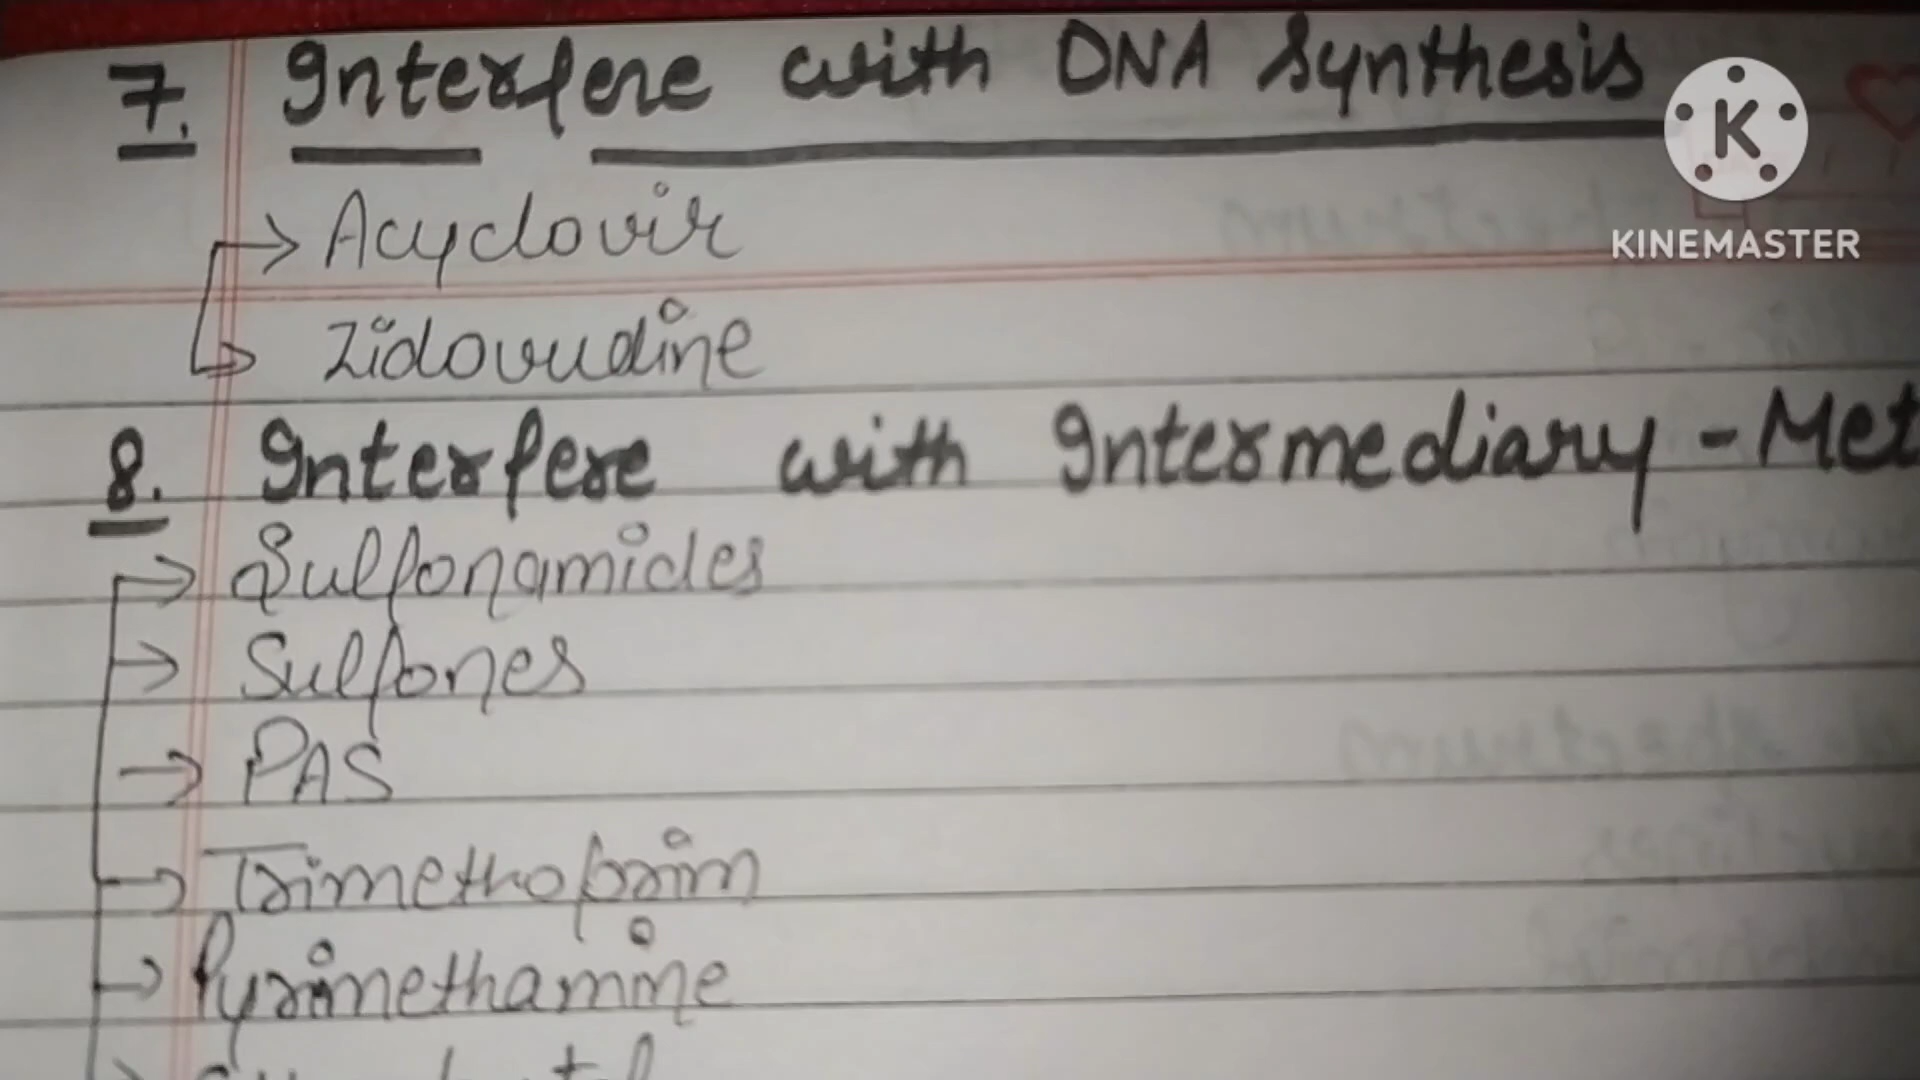 7. Interfere with DNA Synthesis
KINEMASTER
→ Acyclovir
→ Zidovudine
8. Interfere with Intermediary - Met
→ Sulfonamides
→ Sulfones
→ PAS
→ Trimethoprim
→ Pyrimethamine